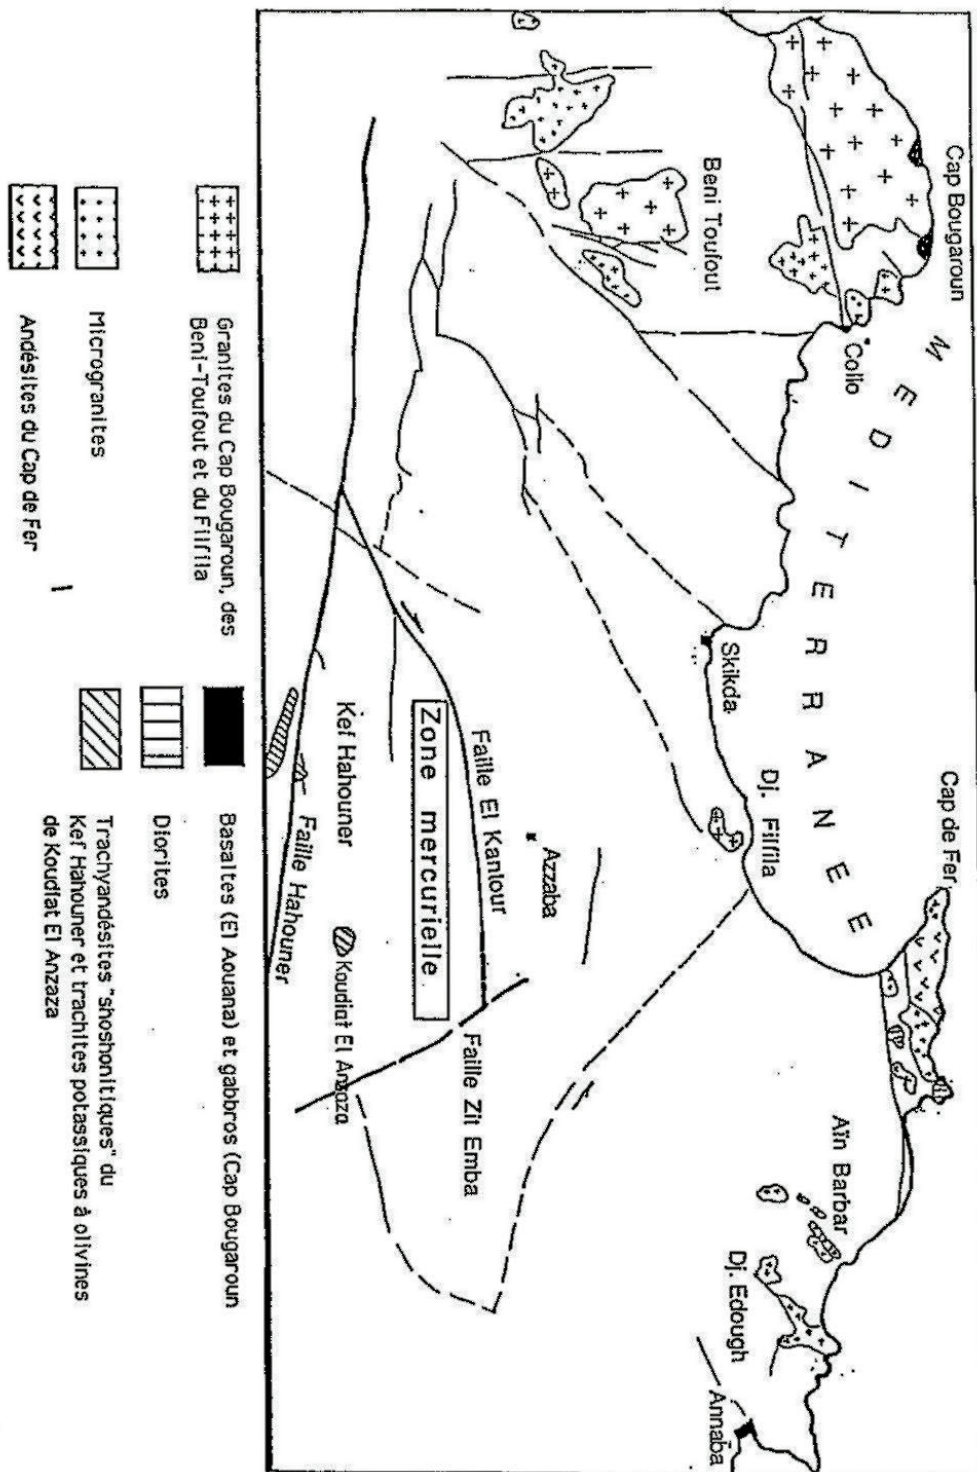 Cap Bougaroun
MEDITERRANEE
Cap de Fer
Collo
Beni Toufout
Skikda
Dj. Filfila
Aïn Barbar
Dj. Edough
Annaba
Azzaba
Faille El Kantour
Faille Zit Emba
Zone mercurielle
Kef Hahouner
Koudiat El Anzaza
Faille Hahouner
Granites du Cap Bougaroun, des
Beni-Toufout et du Filfila
Microgranites
Andésites du Cap de Fer
Basaltes (El Aouana) et gabbros (Cap Bougaroun
Diorites
Trachyandésites "shoshonitiques" du
Kef Hahouner et trachites potassiques à olivines
de Koudiat El Anzaza